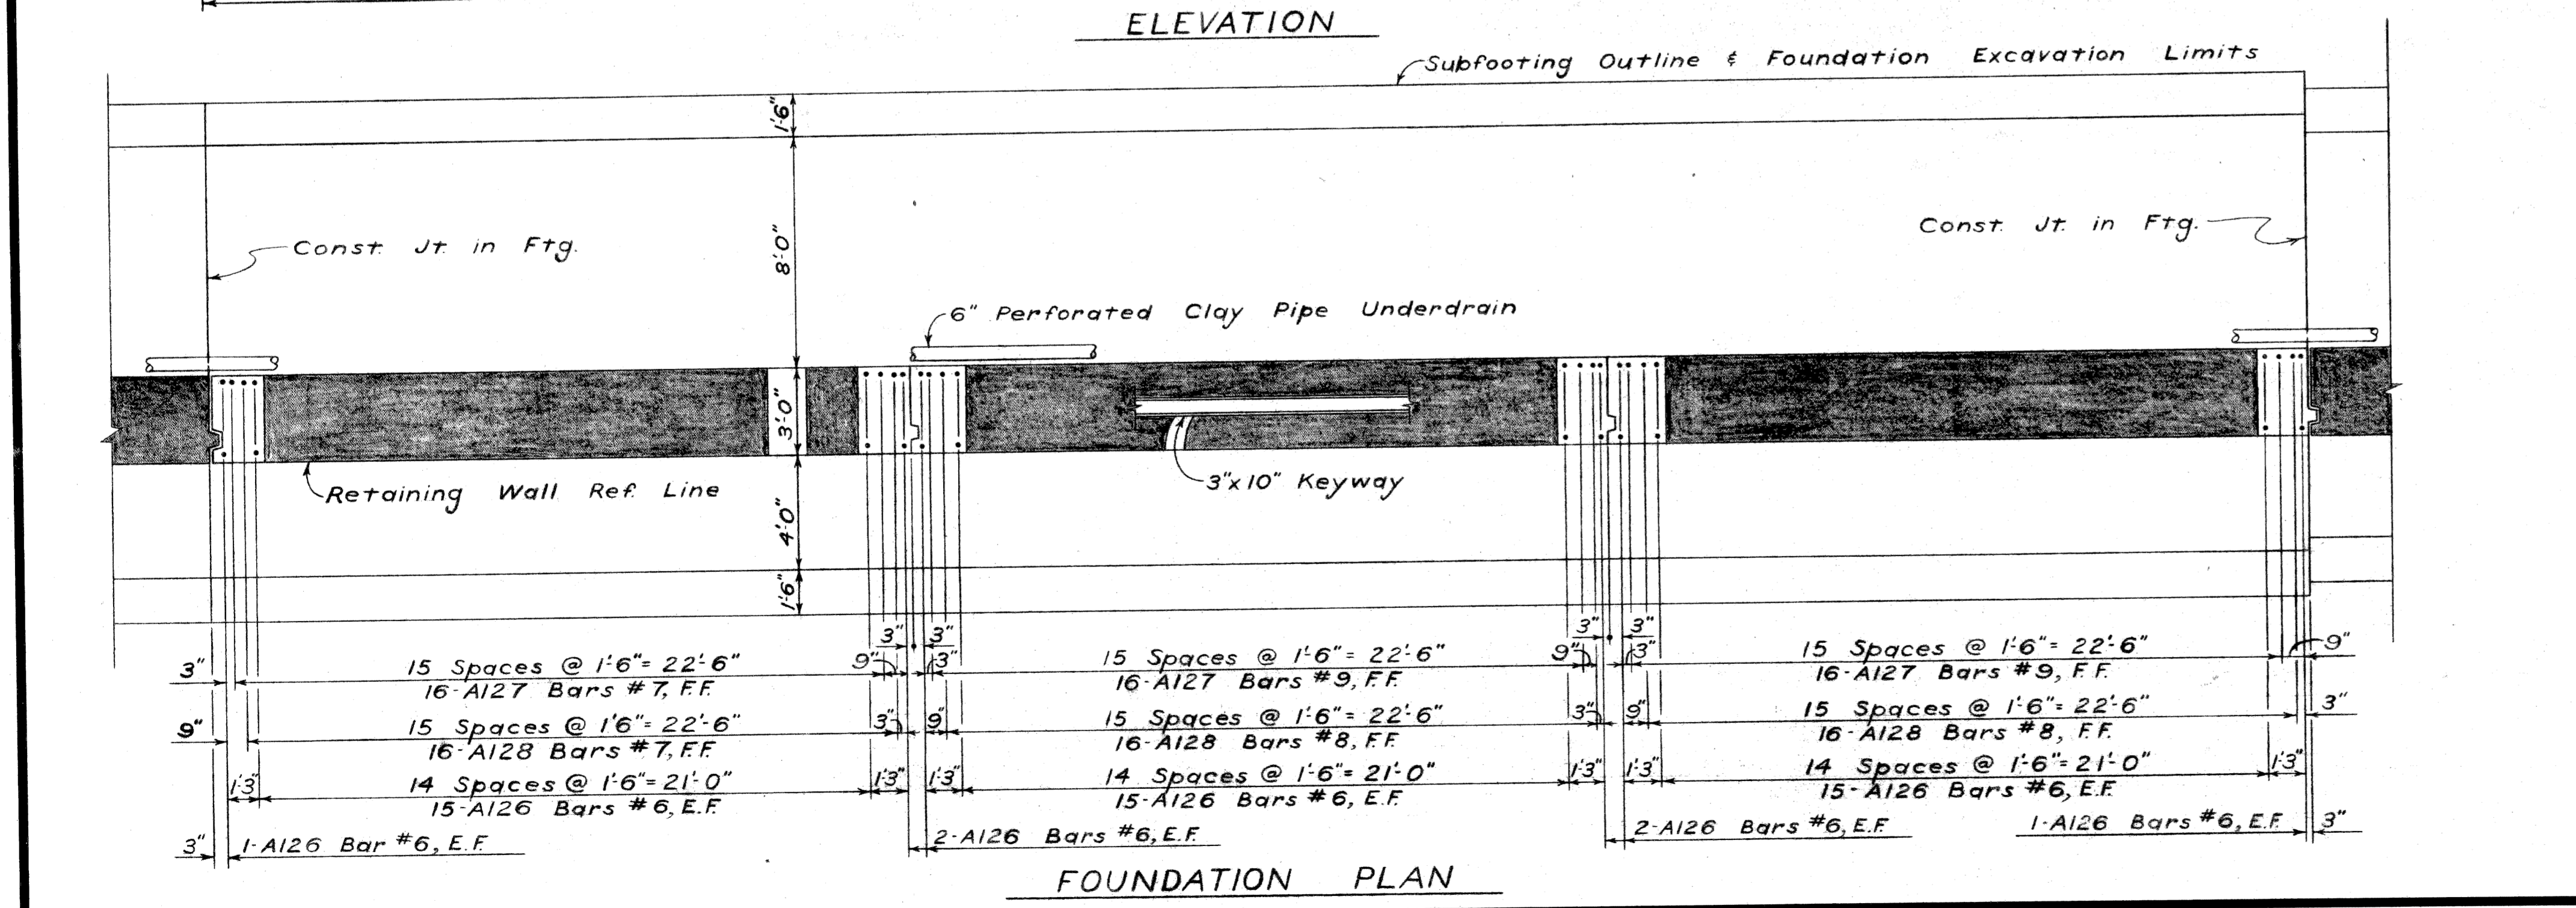 ELEVATION
Subfooting Outline & Foundation Excavation Limits
1'-6"
8'-0"
Const. Jt. in Ftg.
Const. Jt. in Ftg.
6" Perforated Clay Pipe Underdrain
3'-0"
Retaining Wall Ref. Line
3"x10" Keyway
4'-0"
1'-6"
3" 3" 3" 3"
3" 15 Spaces @ 1'-6"= 22'-6" 9" 3" 15 Spaces @ 1'-6"= 22'-6" 9" 3" 15 Spaces @ 1'-6"= 22'-6" 9"
16-A127 Bars #7, F.F. 16-A127 Bars #9, F.F. 16-A127 Bars #9, F.F.
9" 15 Spaces @ 1'6"= 22'-6" 3" 9" 15 Spaces @ 1'-6"= 22'-6" 3" 9" 15 Spaces @ 1'-6"= 22'-6" 3"
16-A128 Bars #7, F.F. 16-A128 Bars #8, F.F. 16-A128 Bars #8, F.F.
1'-3" 14 Spaces @ 1'-6"= 21'-0" 1'-3" 1'-3" 14 Spaces @ 1'-6"= 21'-0" 1'-3" 1'-3" 14 Spaces @ 1'-6"= 21'-0" 1'-3"
15-A126 Bars #6, E.F. 15-A126 Bars #6, E.F. 15-A126 Bars #6, E.F.
3" 1-A126 Bar #6, E.F. 2-A126 Bars #6, E.F. 2-A126 Bars #6, E.F. 1-A126 Bars #6, E.F. 3"
FOUNDATION PLAN